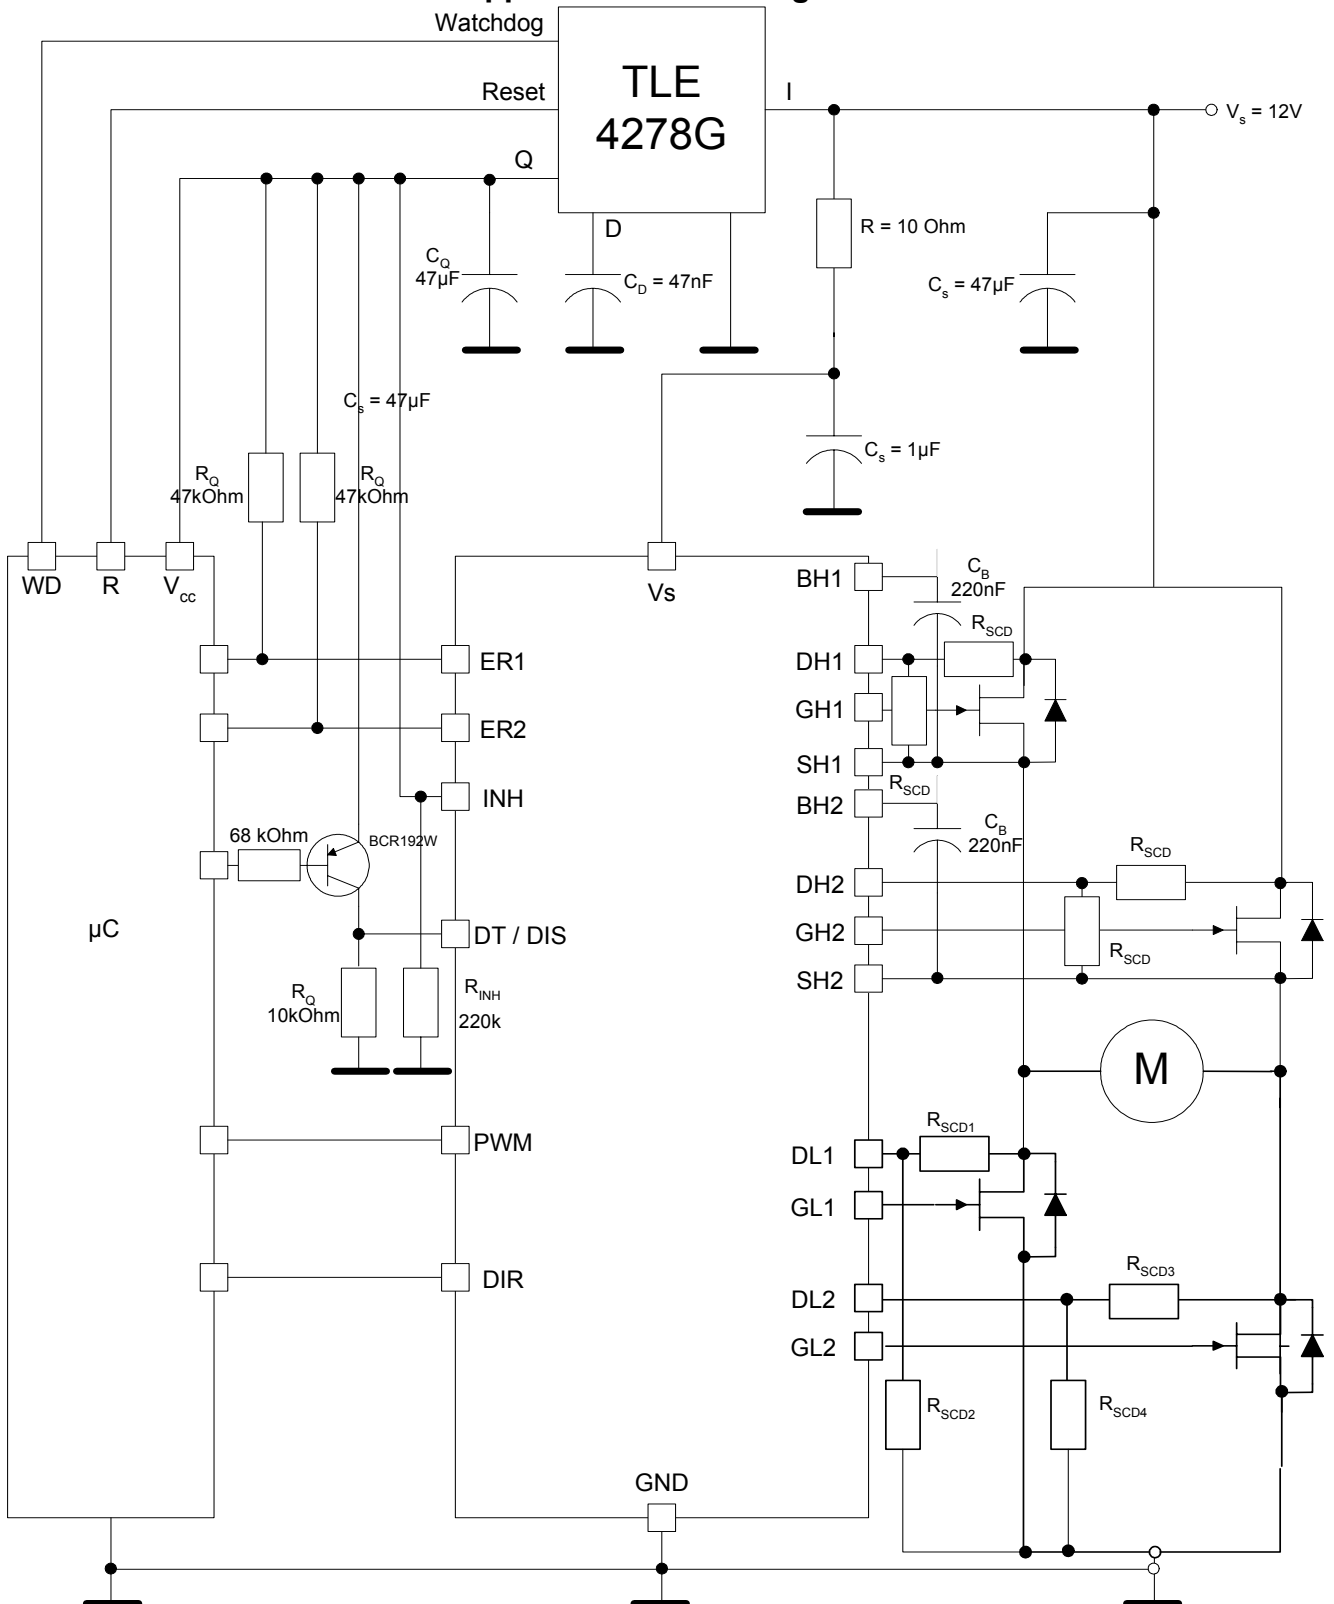 Watchdog
TLE
4278G
Reset
I
V_s = 12V
Q
D
R = 10 Ohm
C_Q
47µF
C_D = 47nF
C_s = 47µF
C_s = 47µF
C_s = 1µF
R_Q
47kOhm
R_Q
47kOhm
WD
R
V_cc
Vs
BH1
C_B
220nF
R_SCD
ER1
DH1
GH1
ER2
SH1
R_SCD
INH
BH2
C_B
220nF
68 kOhm
BCR192W
R_SCD
DH2
µC
DT / DIS
GH2
R_SCD
SH2
R_Q
10kOhm
R_INH
220k
M
R_SCD1
PWM
DL1
GL1
R_SCD3
DIR
DL2
GL2
R_SCD2
R_SCD4
GND